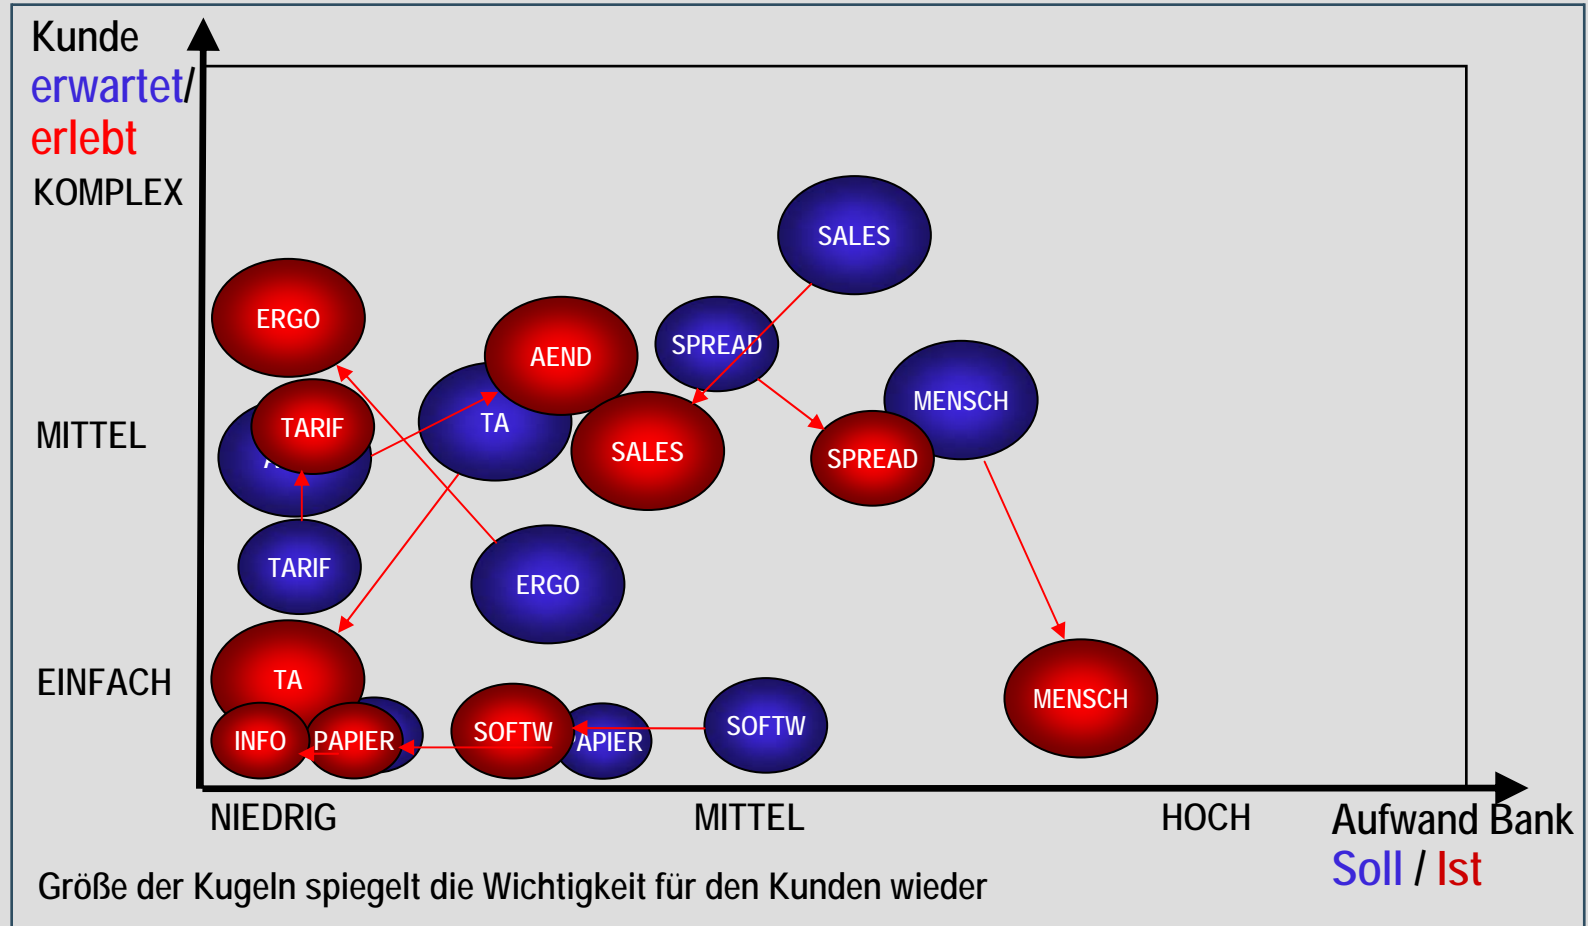 Kunde
erwartet/
erlebt
KOMPLEX
SALES
ERGO
SPREAD
AEND
MENSCH
TA
TARIF
MITTEL
SALES
SPREAD
TARIF
ERGO
EINFACH
TA
MENSCH
INFO
PAPIER
SOFTW
APIER
SOFTW
NIEDRIG
MITTEL
HOCH
Aufwand Bank
Soll / Ist
Größe der Kugeln spiegelt die Wichtigkeit für den Kunden wieder